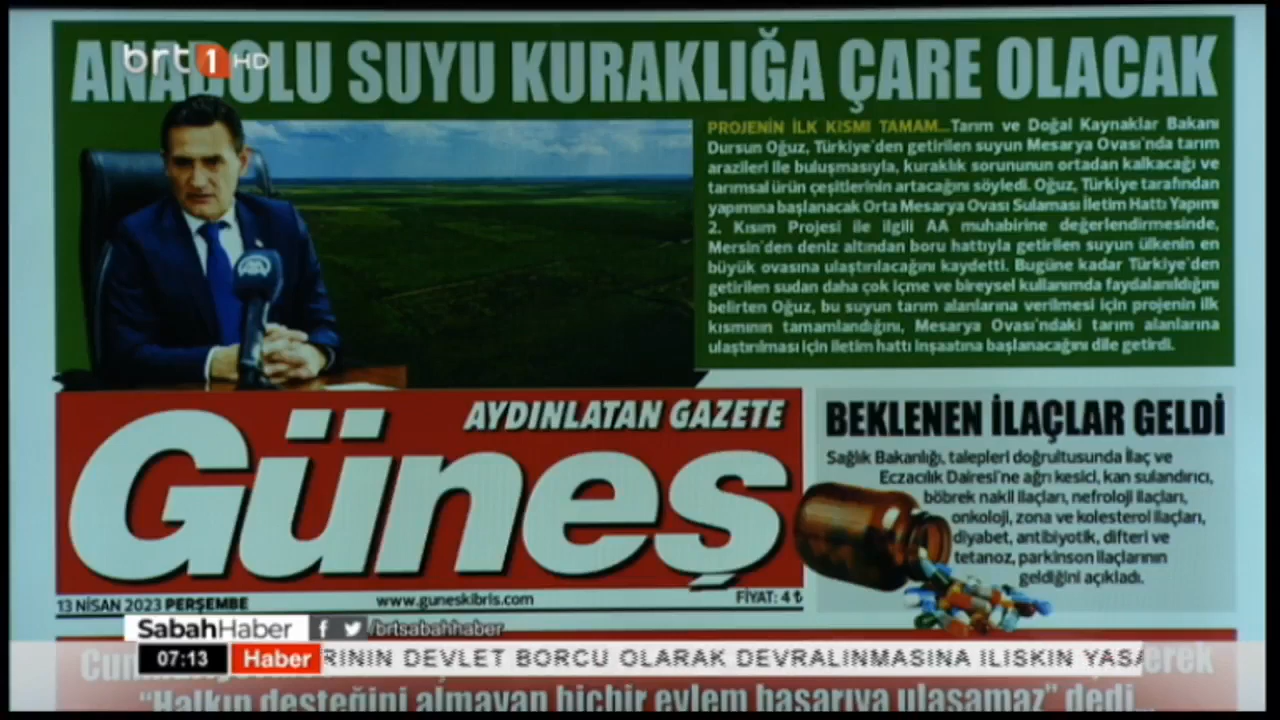 brt 1 HD
ANADOLU SUYU KURAKLIĞA ÇARE OLACAK
PROJENİN İLK KISMI TAMAM...Tarım ve Doğal Kaynaklar Bakanı
Dursun Oğuz, Türkiye'den getirilen suyun Mesarya Ovası'nda tarım
arazileri ile buluşmasıyla, kuraklık sorununun ortadan kalkacağı ve
tarımsal ürün çeşitlerinin artacağını söyledi. Oğuz, Türkiye tarafından
yapımına başlanacak Orta Mesarya Ovası Sulaması İletim Hattı Yapımı
2. Kısım Projesi ile ilgili AA muhabirine değerlendirmesinde,
Mersin'den deniz altından boru hattıyla getirilen suyun ülkenin en
büyük ovasına ulaştırılacağını kaydetti. Bugüne kadar Türkiye'den
getirilen sudan daha çok içme ve bireysel kullanımda faydalanıldığını
belirten Oğuz, bu suyun tarım alanlarına verilmesi için projenin ilk
kısmının tamamlandığını, Mesarya Ovası'ndaki tarım alanlarına
ulaştırılması için iletim hattı inşaatına başlanacağını dile getirdi.
AYDINLATAN GAZETE
Güneş
13 NİSAN 2023 PERŞEMBE
www.guneskibris.com
FİYAT: 4 ₺
BEKLENEN İLAÇLAR GELDİ
Sağlık Bakanlığı, talepleri doğrultusunda İlaç ve
Eczacılık Dairesi'ne ağrı kesici, kan sulandırıcı,
böbrek nakil ilaçları, nefroloji ilaçları,
onkoloji, zona ve kolesterol ilaçları,
diyabet, antibiyotik, difteri ve
tetanoz, parkinson ilaçlarının
geldiğini açıkladı.
SabahHaber
/brtsabahhaber
07:13
Haber
RININ DEVLET BORCU OLARAK DEVRALINMASINA ILISKIN YASA
"Halkın desteğini almayan hiçbir eylem başarıya ulaşamaz" dedi...